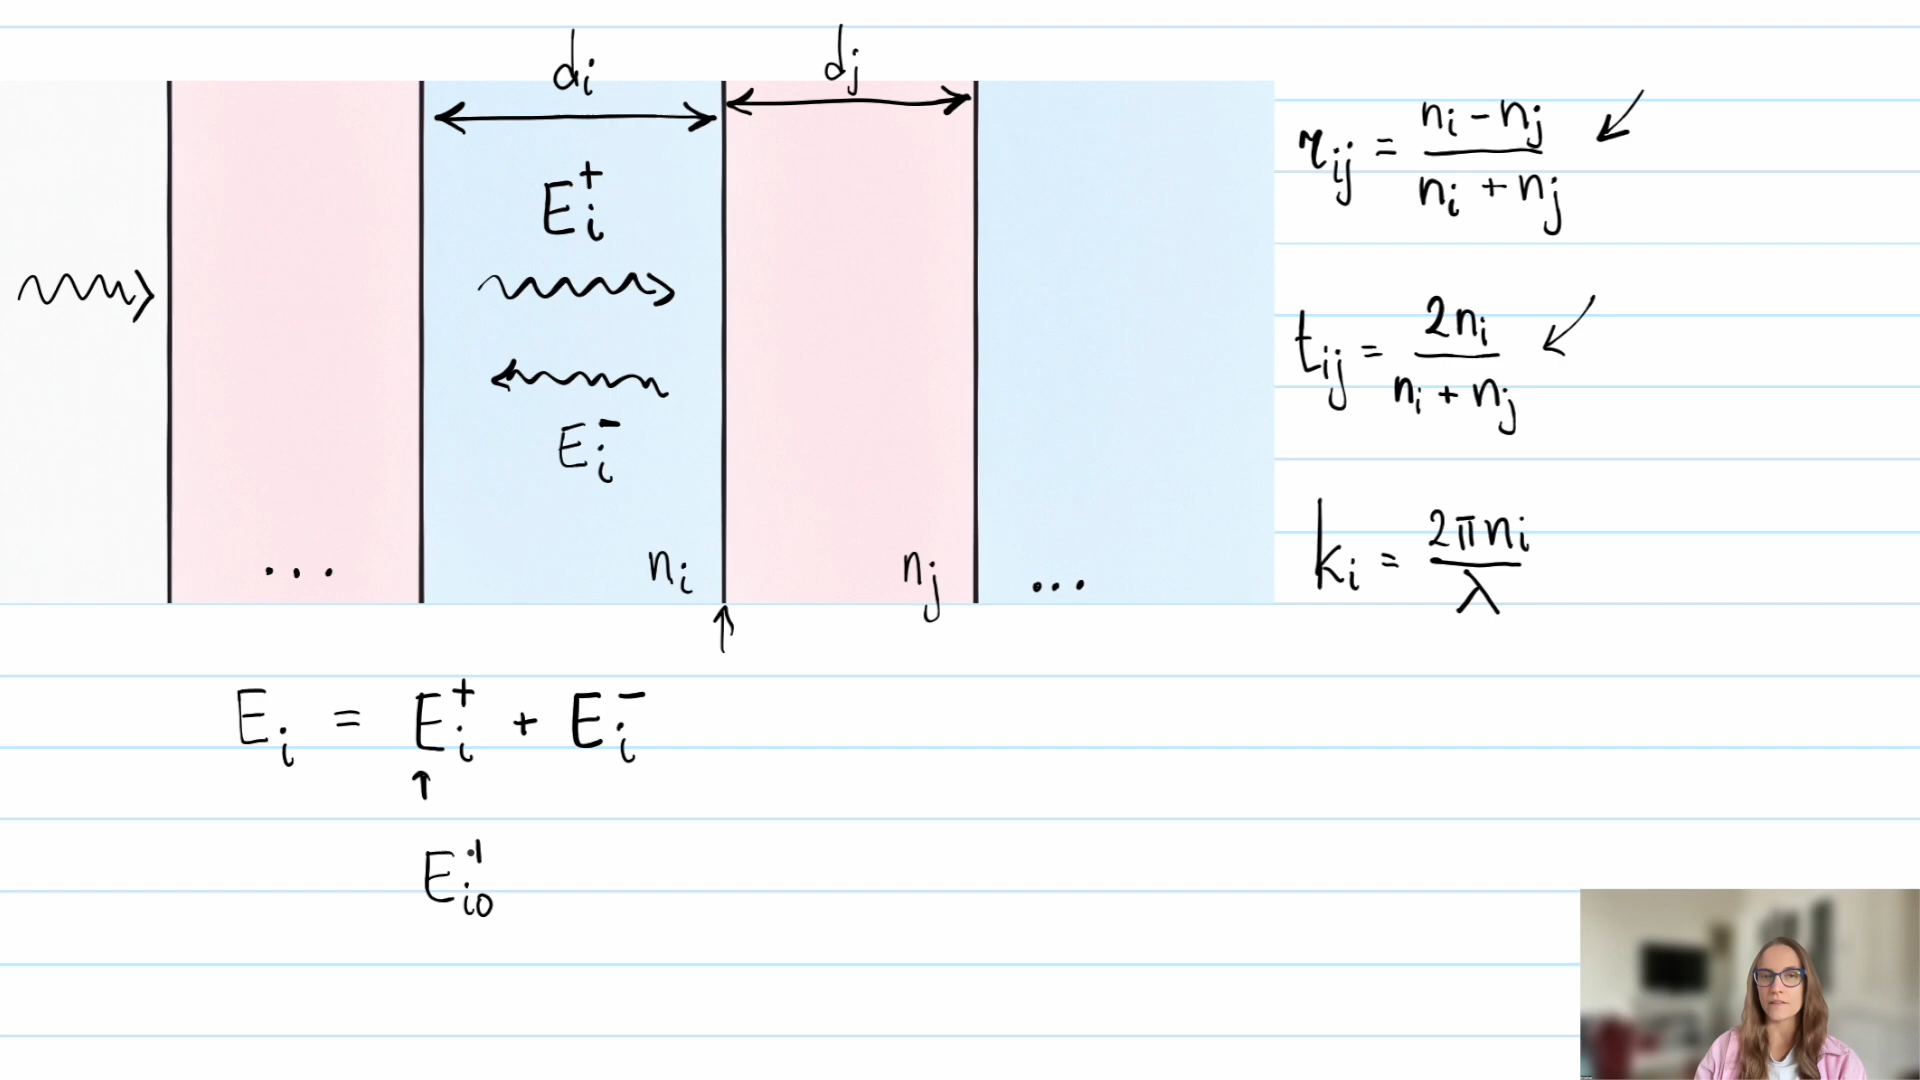 dᵢ
dⱼ
Eᵢ⁺
Eᵢ⁻
...
nᵢ
nⱼ
...
rᵢⱼ = (nᵢ - nⱼ) / (nᵢ + nⱼ)
tᵢⱼ = 2nᵢ / (nᵢ + nⱼ)
kᵢ = 2πnᵢ / λ
Eᵢ = Eᵢ⁺ + Eᵢ⁻
Eᵢ₀